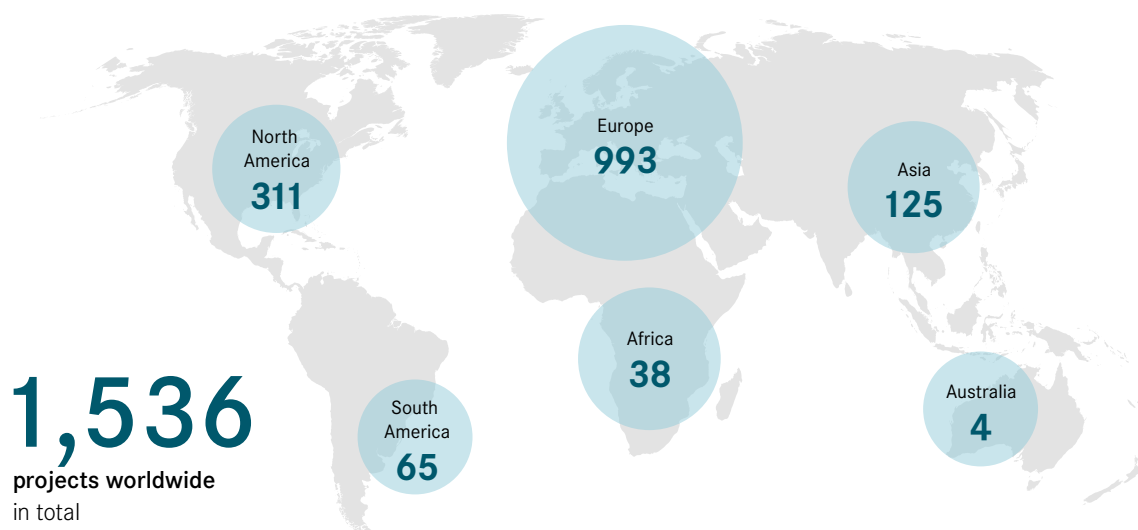 North
America
311
Europe
993
Asia
125
Africa
38
South
America
65
Australia
4
1,536
projects worldwide
in total